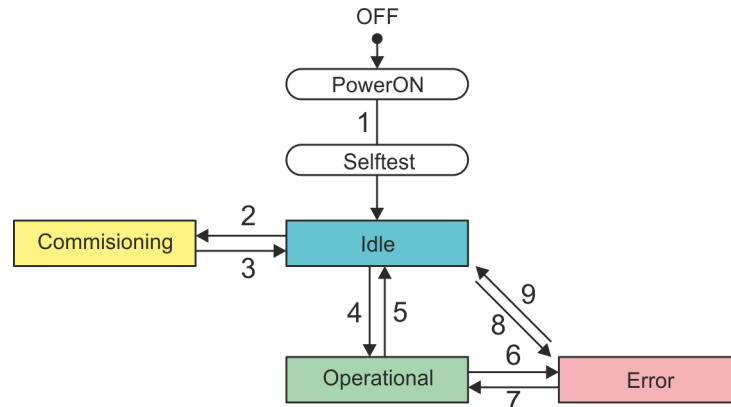 OFF
PowerON
1
Selftest
Commisioning
2
3
Idle
4
5
9
8
Operational
6
7
Error